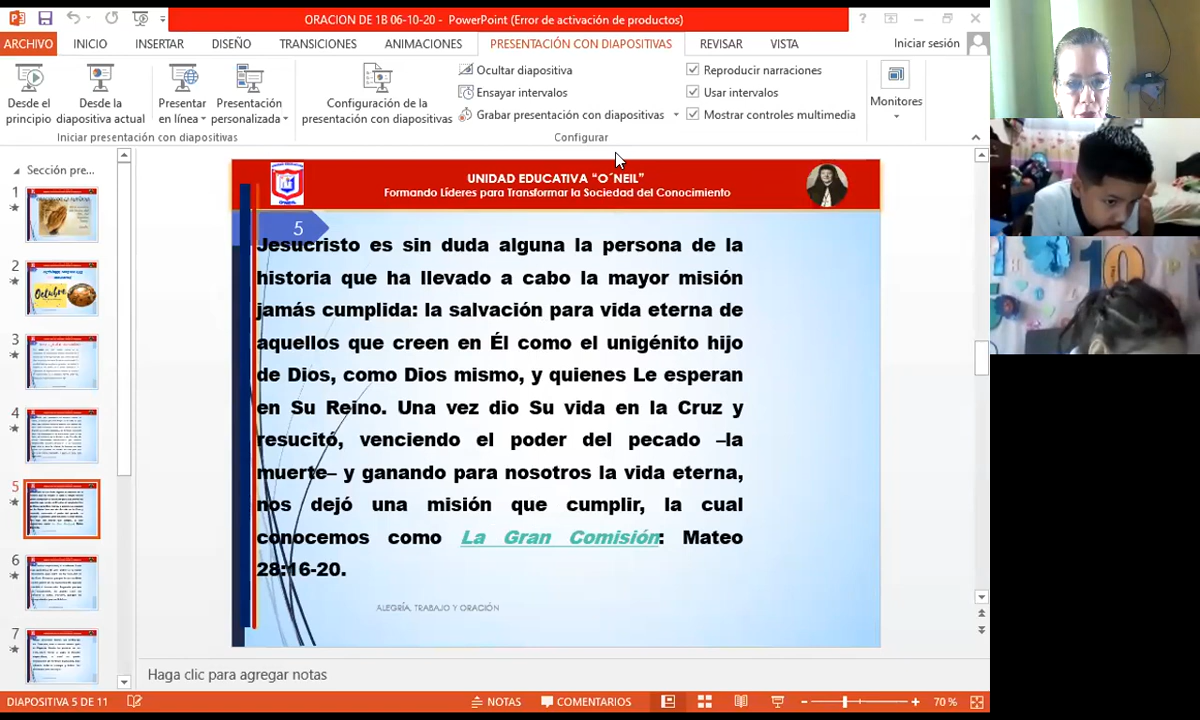 ORACION DE 1B 06-10-20 - PowerPoint (Error de activación de productos)
ARCHIVO INICIO INSERTAR DISEÑO TRANSICIONES ANIMACIONES PRESENTACIÓN CON DIAPOSITIVAS REVISAR VISTA Iniciar sesión
Desde el principio
Desde la diapositiva actual
Presentar en línea
Presentación personalizada
Configuración de la presentación con diapositivas
Ocultar diapositiva
Ensayar intervalos
Grabar presentación con diapositivas
Reproducir narraciones
Usar intervalos
Mostrar controles multimedia
Monitores
Iniciar presentación con diapositivas
Configurar
Sección pre...
1
2
Octubre
3
4
5
6
7
UNIDAD EDUCATIVA "O´NEIL"
Formando Líderes para Transformar la Sociedad del Conocimiento
5
Jesucristo es sin duda alguna la persona de la
historia que ha llevado a cabo la mayor misión
jamás cumplida: la salvación para vida eterna de
aquellos que creen en Él como el unigénito hijo
de Dios, como Dios mismo, y quienes Le esperan
en Su Reino. Una vez dio Su vida en la Cruz y
resucitó, venciendo el poder del pecado –la
muerte– y ganando para nosotros la vida eterna,
nos dejó una misión que cumplir, la cual
conocemos como La Gran Comisión: Mateo
28:16-20.
ALEGRÍA, TRABAJO Y ORACIÓN
Haga clic para agregar notas
DIAPOSITIVA 5 DE 11 NOTAS COMENTARIOS 70 %
10